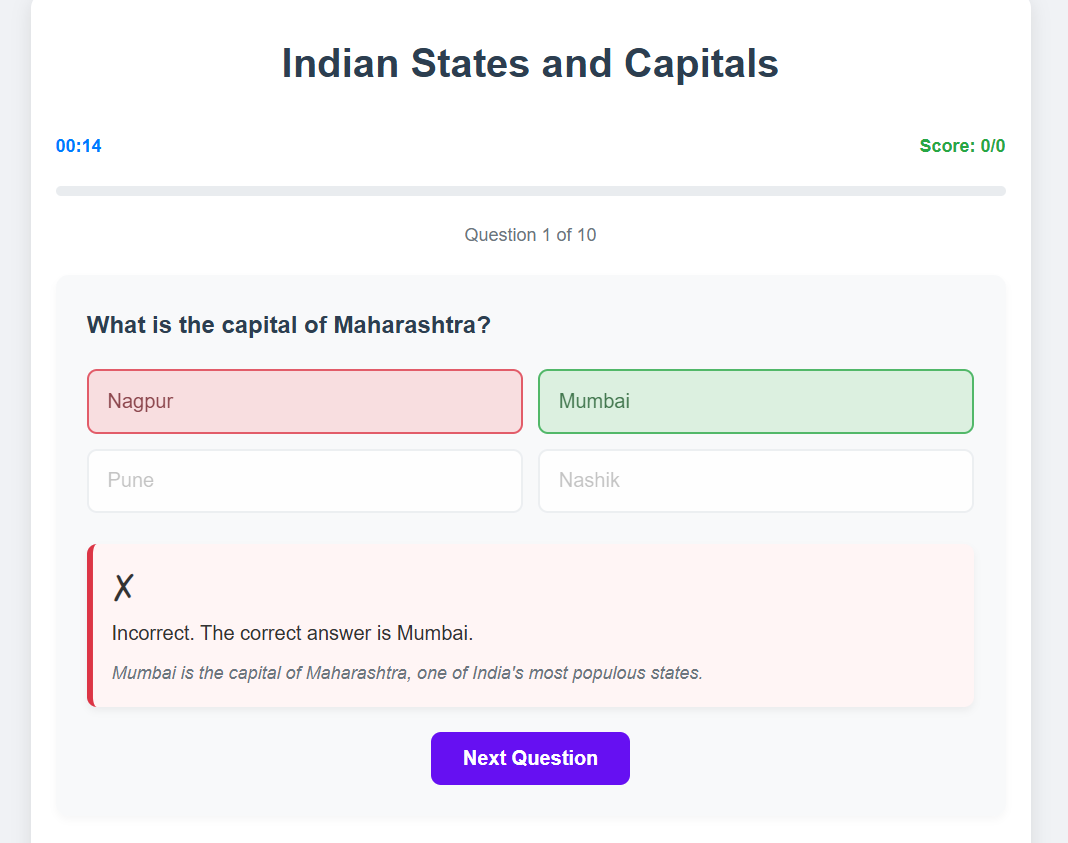 Indian States and Capitals
00:14
Score: 0/0
Question 1 of 10
What is the capital of Maharashtra?
Nagpur
Mumbai
Pune
Nashik
✗
Incorrect. The correct answer is Mumbai.
Mumbai is the capital of Maharashtra, one of India's most populous states.
Next Question